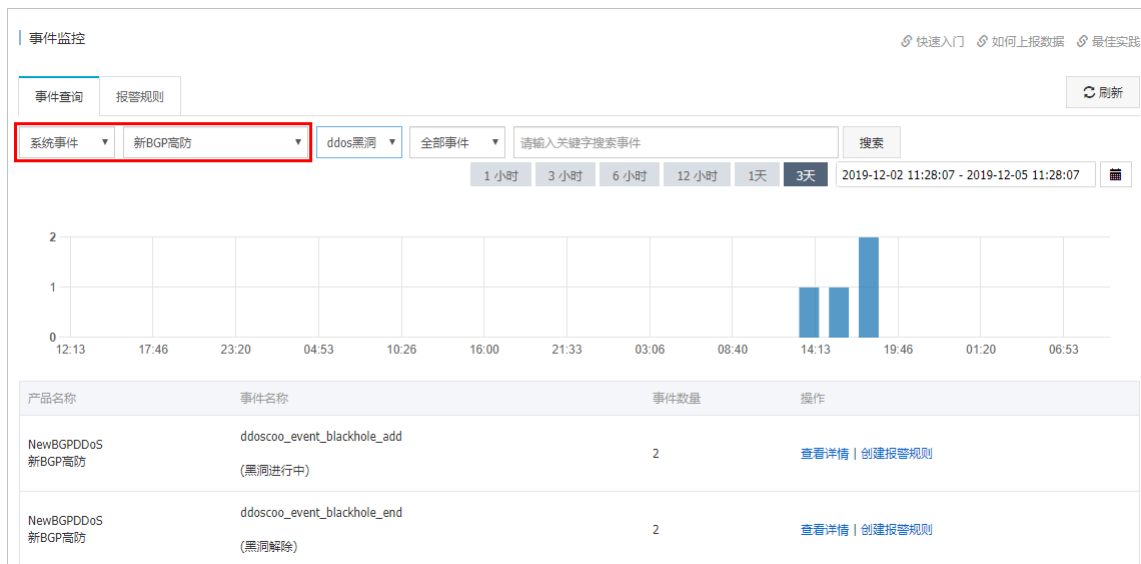 事件监控
快速入门 如何上报数据 最佳实践
事件查询 报警规则 刷新
系统事件 新BGP高防 ddos黑洞 全部事件 请输入关键字搜索事件 搜索
1 小时 3 小时 6 小时 12 小时 1天 3天 2019-12-02 11:28:07 - 2019-12-05 11:28:07
2
1
0
12:13 17:46 23:20 04:53 10:26 16:00 21:33 03:06 08:40 14:13 19:46 01:20 06:53
产品名称 事件名称 事件数量 操作
NewBGPDDoS
新BGP高防
ddoscoo_event_blackhole_add
(黑洞进行中)
2
查看详情 | 创建报警规则
NewBGPDDoS
新BGP高防
ddoscoo_event_blackhole_end
(黑洞解除)
2
查看详情 | 创建报警规则